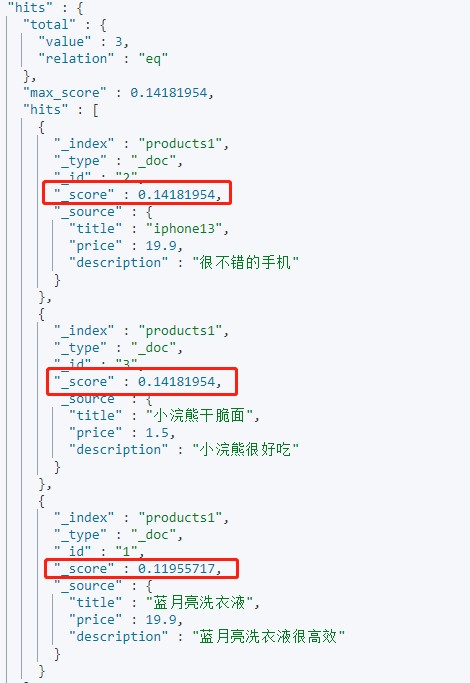 "hits" : {
"total" : {
"value" : 3,
"relation" : "eq"
},
"max_score" : 0.14181954,
"hits" : [
{
"_index" : "products1",
"_type" : "_doc",
"_id" : "2",
"_score" : 0.14181954,
"_source" : {
"title" : "iphone13",
"price" : 19.9,
"description" : "很不错的手机"
}
},
{
"_index" : "products1",
"_type" : "_doc",
"_id" : "3",
"_score" : 0.14181954,
"_source" : {
"title" : "小浣熊干脆面",
"price" : 1.5,
"description" : "小浣熊很好吃"
}
},
{
"_index" : "products1",
"_type" : "_doc",
"_id" : "1",
"_score" : 0.11955717,
"_source" : {
"title" : "蓝月亮洗衣液",
"price" : 19.9,
"description" : "蓝月亮洗衣液很高效"
}
}